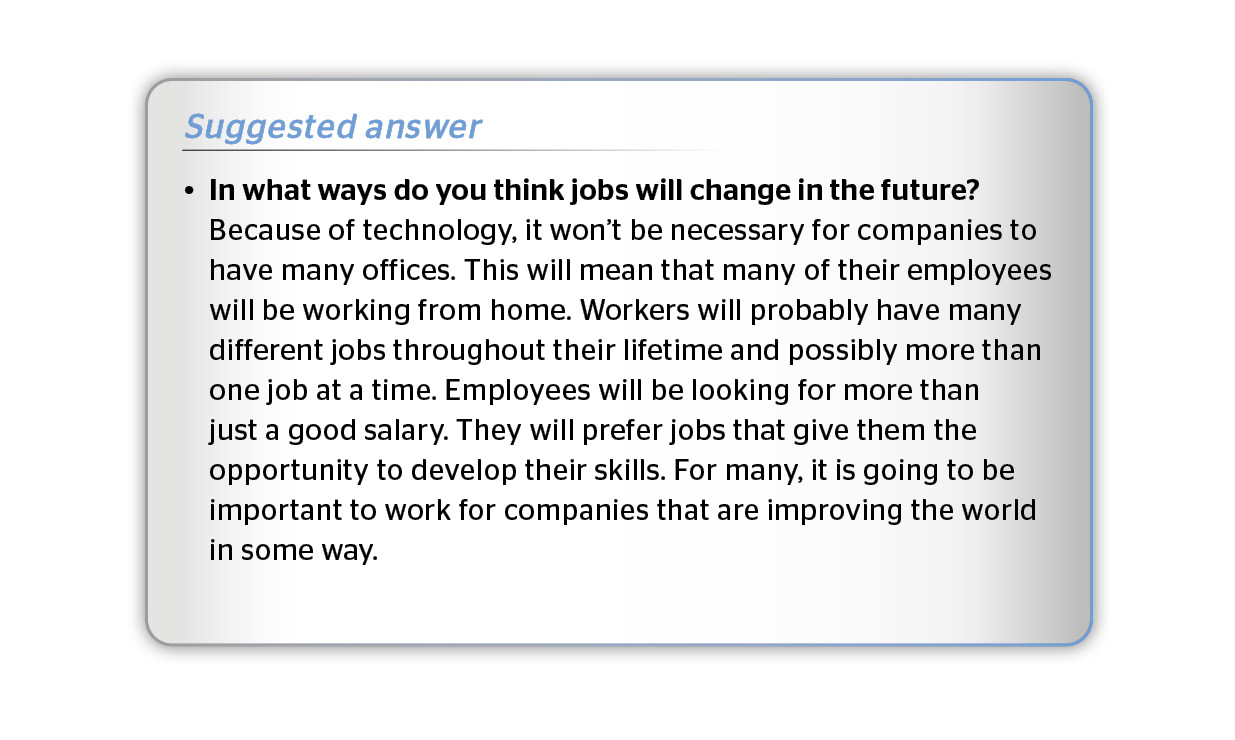 Suggested answer
• In what ways do you think jobs will change in the future?
Because of technology, it won’t be necessary for companies to
have many offices. This will mean that many of their employees
will be working from home. Workers will probably have many
different jobs throughout their lifetime and possibly more than
one job at a time. Employees will be looking for more than
just a good salary. They will prefer jobs that give them the
opportunity to develop their skills. For many, it is going to be
important to work for companies that are improving the world
in some way.